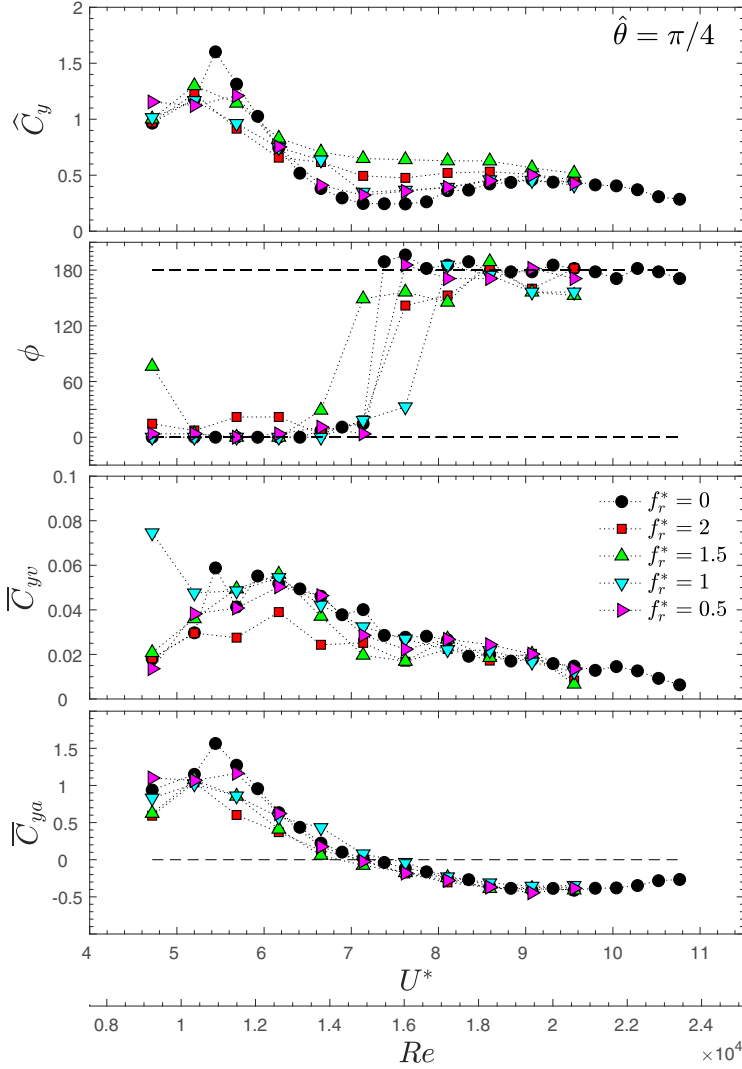 2
θ̂ = π/4
1.5
Ĉ_y
1
0.5
0
180
120
ϕ
60
0
0.1
f_r^* = 0
0.08
f_r^* = 2
0.06
f_r^* = 1.5
C̅_yv
f_r^* = 1
0.04
f_r^* = 0.5
0.02
0
1.5
1
C̅_ya
0.5
0
-0.5
4 5 6 7 8 9 10 11
U*
0.8 1 1.2 1.4 1.6 1.8 2 2.2 2.4
Re
×10^4